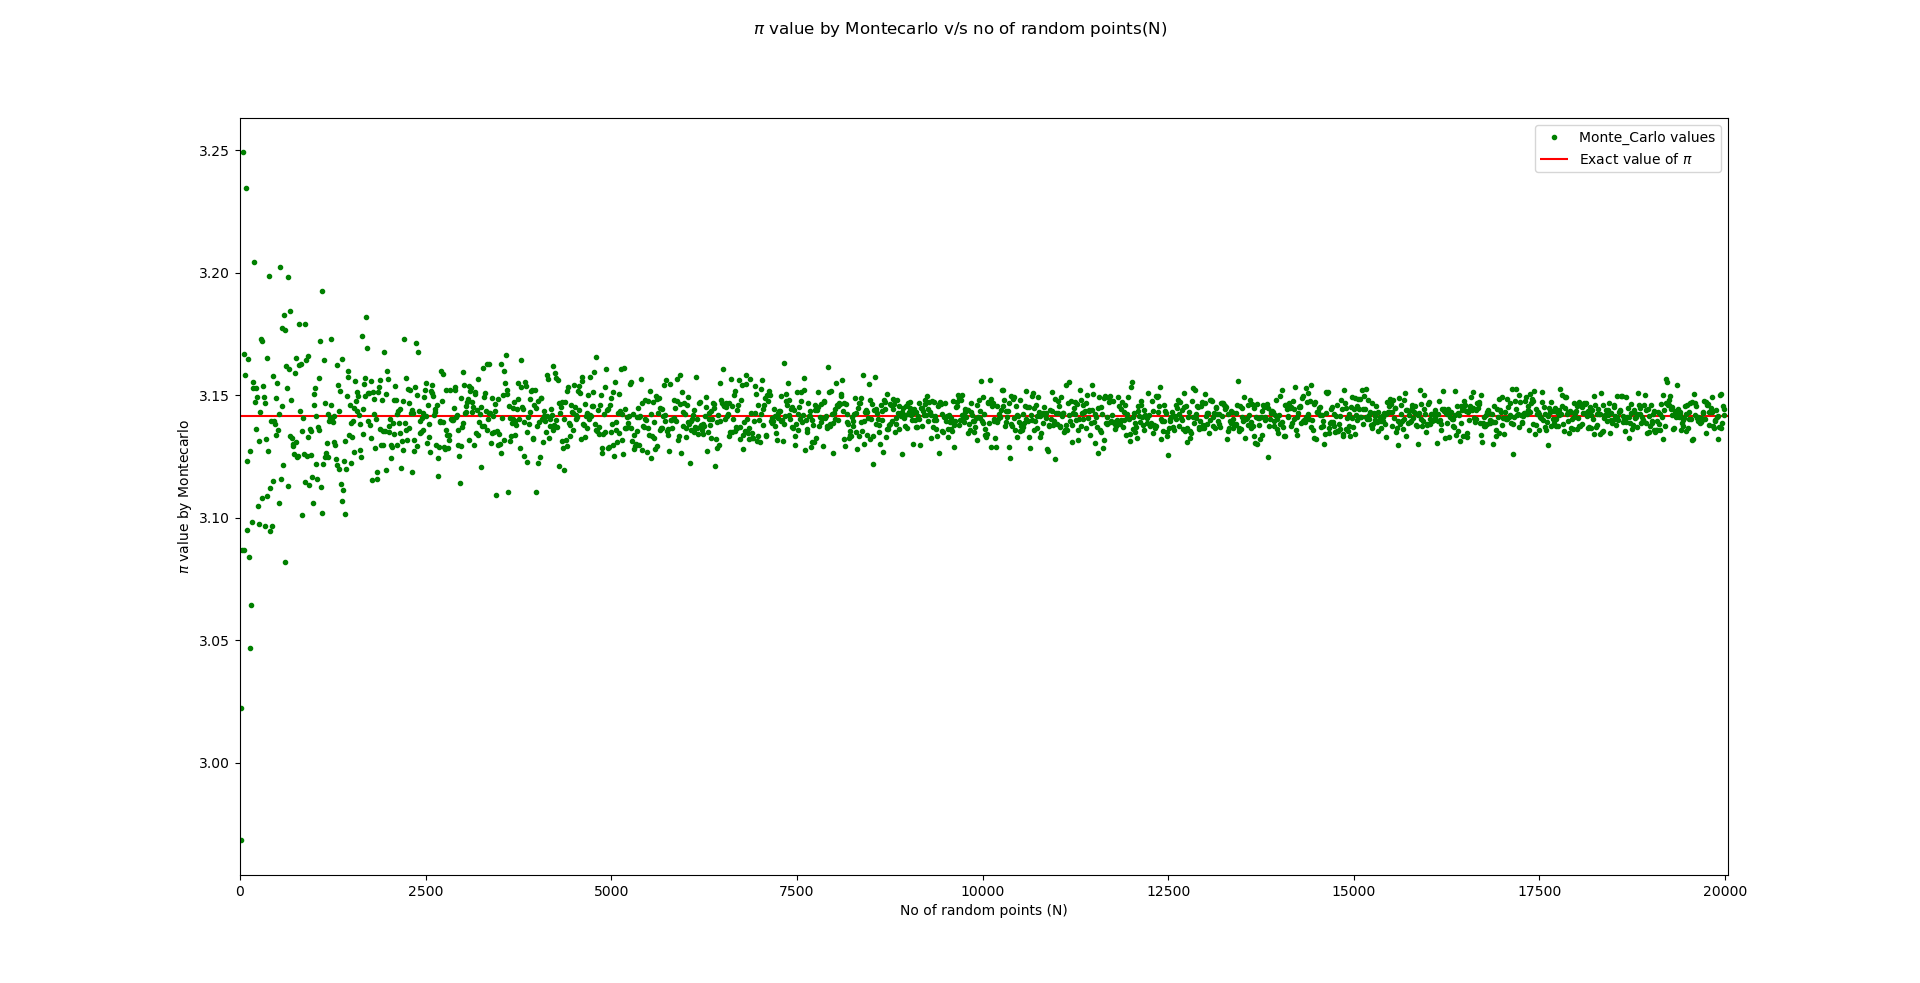 π value by Montecarlo v/s no of random points(N)
Monte_Carlo values
Exact value of π
3.25
3.20
3.15
3.10
3.05
3.00
π value by Montecarlo
0 2500 5000 7500 10000 12500 15000 17500 20000
No of random points (N)